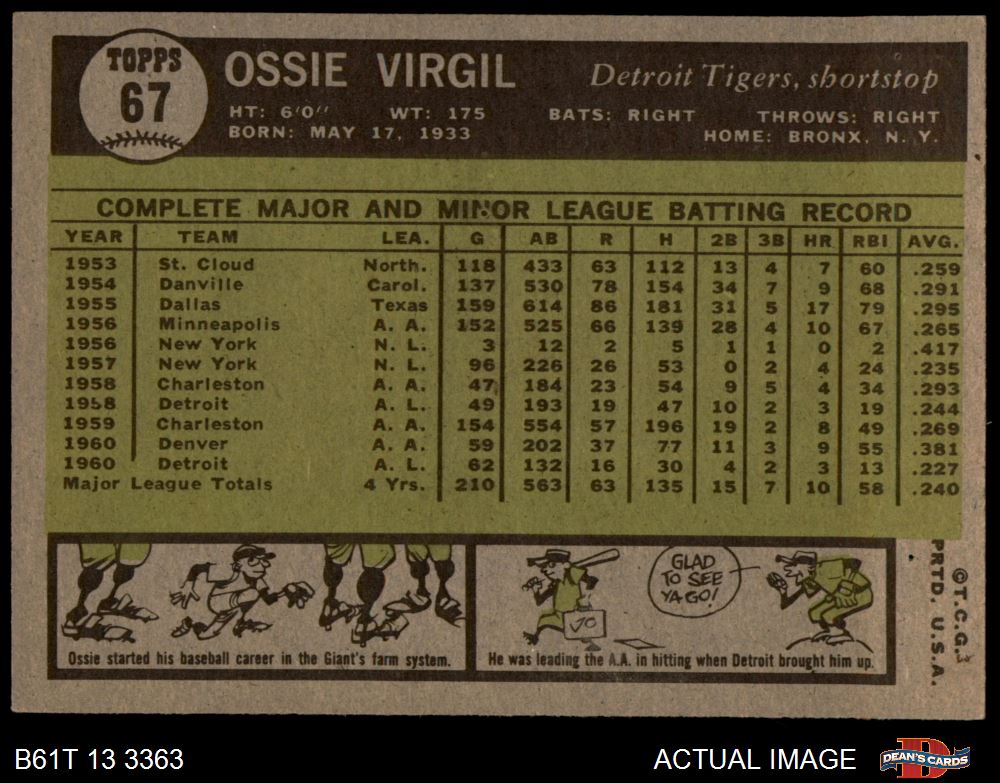 TOPPS
67
OSSIE VIRGIL
Detroit Tigers, shortstop
HT: 6'0" WT: 175 BATS: RIGHT THROWS: RIGHT
BORN: MAY 17, 1933 HOME: BRONX, N. Y.
COMPLETE MAJOR AND MINOR LEAGUE BATTING RECORD
YEAR TEAM LEA. G AB R H 2B 3B HR RBI AVG.
1953 St. Cloud North. 118 433 63 112 13 4 7 60 .259
1954 Danville Carol. 137 530 78 154 34 7 9 68 .291
1955 Dallas Texas 159 614 86 181 31 5 17 79 .295
1956 Minneapolis A. A. 152 525 66 139 28 4 10 67 .265
1956 New York N. L. 3 12 2 5 1 1 0 2 .417
1957 New York N. L. 96 226 26 53 0 2 4 24 .235
1958 Charleston A. A. 47 184 23 54 9 5 4 34 .293
1958 Detroit A. L. 49 193 19 47 10 2 3 19 .244
1959 Charleston A. A. 154 554 57 196 19 2 8 49 .269
1960 Denver A. A. 59 202 37 77 11 3 9 55 .381
1960 Detroit A. L. 62 132 16 30 4 2 3 13 .227
Major League Totals 4 Yrs. 210 563 63 135 15 7 10 58 .240
GLAD
TO SEE
YA GO!
VO
Ossie started his baseball career in the Giant's farm system.
He was leading the A.A. in hitting when Detroit brought him up.
© T.C.G.
PRTD. U.S.A.
B61T 13 3363
ACTUAL IMAGE
DEAN'S CARDS